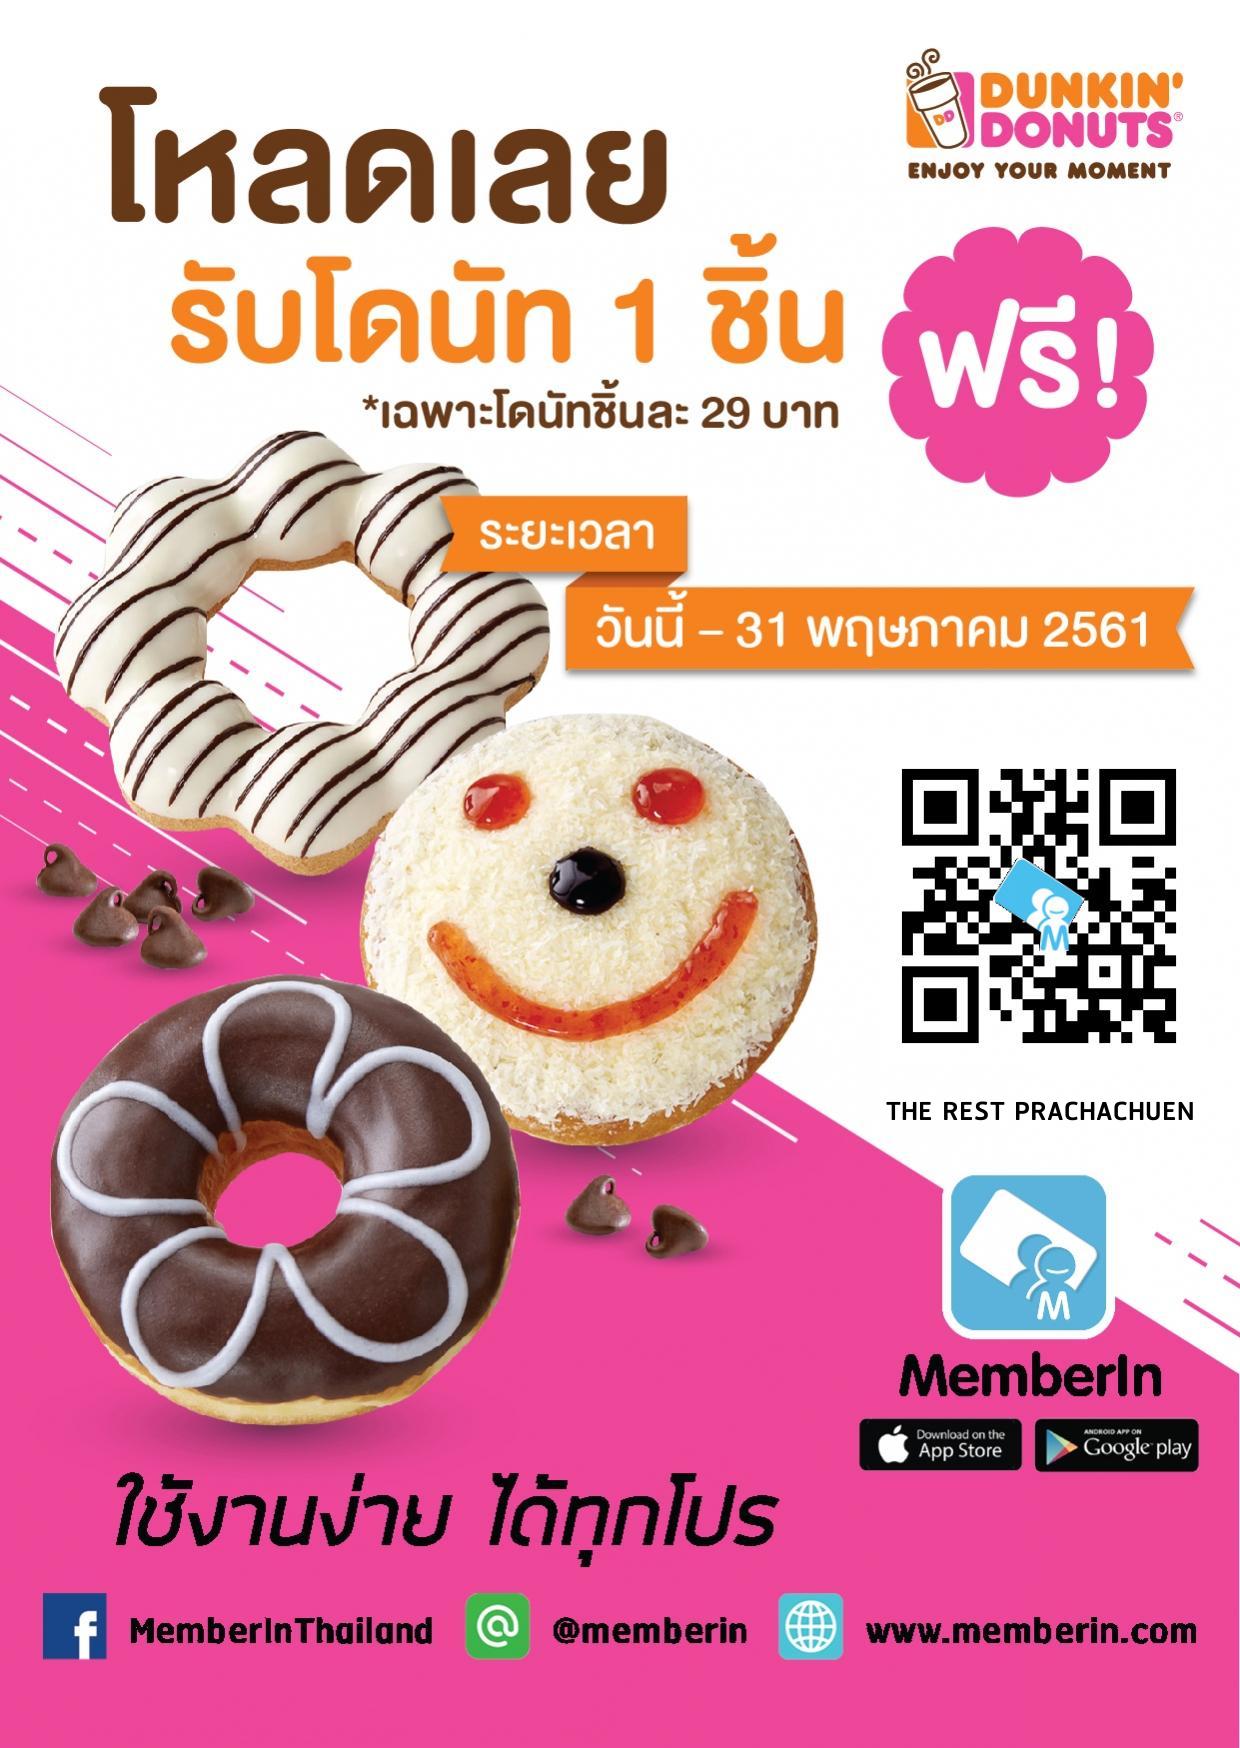 DUNKIN'
DONUTS®
ENJOY YOUR MOMENT
โหลดเลย
รับโดนัท 1 ชิ้น
ฟรี!
*เฉพาะโดนัทชิ้นละ 29 บาท
ระยะเวลา
วันนี้ – 31 พฤษภาคม 2561
M
THE REST PRACHACHUEN
M
MemberIn
Download on the
App Store
ANDROID APP ON
Google play
ใช้งานง่าย ได้ทุกโปร
MemberInThailand @memberin www.memberin.com